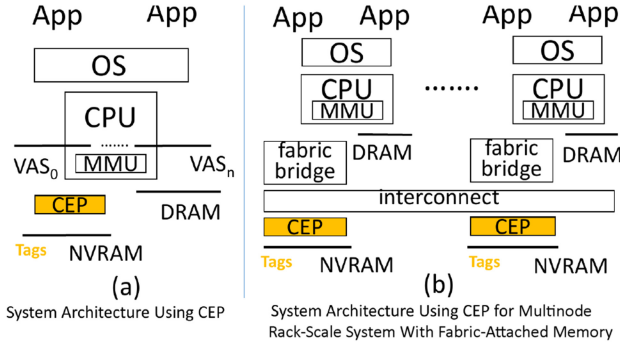 App App
OS
CPU
.......
VAS0 MMU VASn
CEP
DRAM
Tags NVRAM
(a)
System Architecture Using CEP
App App App App
OS OS
CPU ....... CPU
MMU MMU
fabric bridge DRAM fabric bridge DRAM
interconnect
CEP CEP
Tags NVRAM Tags NVRAM
(b)
System Architecture Using CEP for Multinode
Rack-Scale System With Fabric-Attached Memory